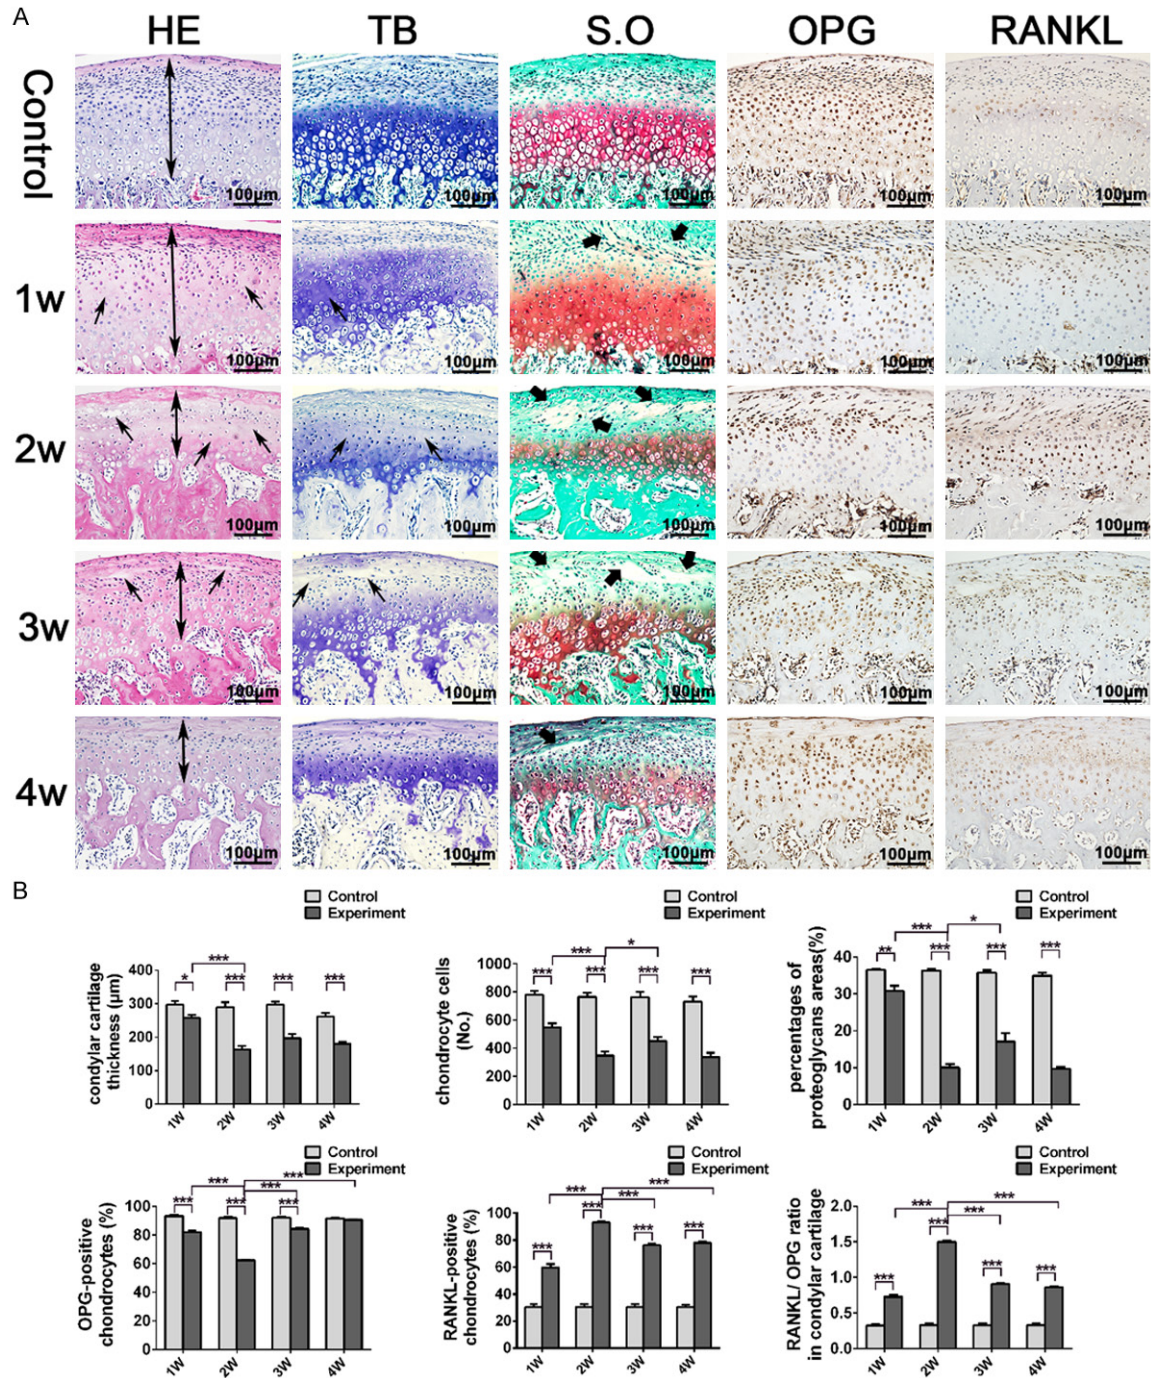 A
HE TB S.O OPG RANKL
Control
100µm 100µm 100µm 100µm 100µm
1w
100µm 100µm 100µm 100µm 100µm
2w
100µm 100µm 100µm 100µm 100µm
3w
100µm 100µm 100µm 100µm 100µm
4w
100µm 100µm 100µm 100µm 100µm
B
Control
Experiment
condylar cartilage
thickness (µm)
400
300
200
100
0
* *** *** *** ***
1W 2W 3W 4W
Control
Experiment
chondrocyte cells
(No.)
1000
800
600
400
200
0
*** *** *** * *** ***
1W 2W 3W 4W
Control
Experiment
percentages of
proteoglycans areas(%)
40
30
20
10
0
** *** *** * *** ***
1W 2W 3W 4W
Control
Experiment
OPG-positive
chondrocytes (%)
100
80
60
40
20
0
*** *** *** *** *** ***
1W 2W 3W 4W
Control
Experiment
RANKL-positive
chondrocytes (%)
100
80
60
40
20
0
*** *** *** *** *** *** ***
1W 2W 3W 4W
Control
Experiment
RANKL/ OPG ratio
in condylar cartilage
2.0
1.5
1.0
0.5
0.0
*** *** *** *** *** *** ***
1W 2W 3W 4W